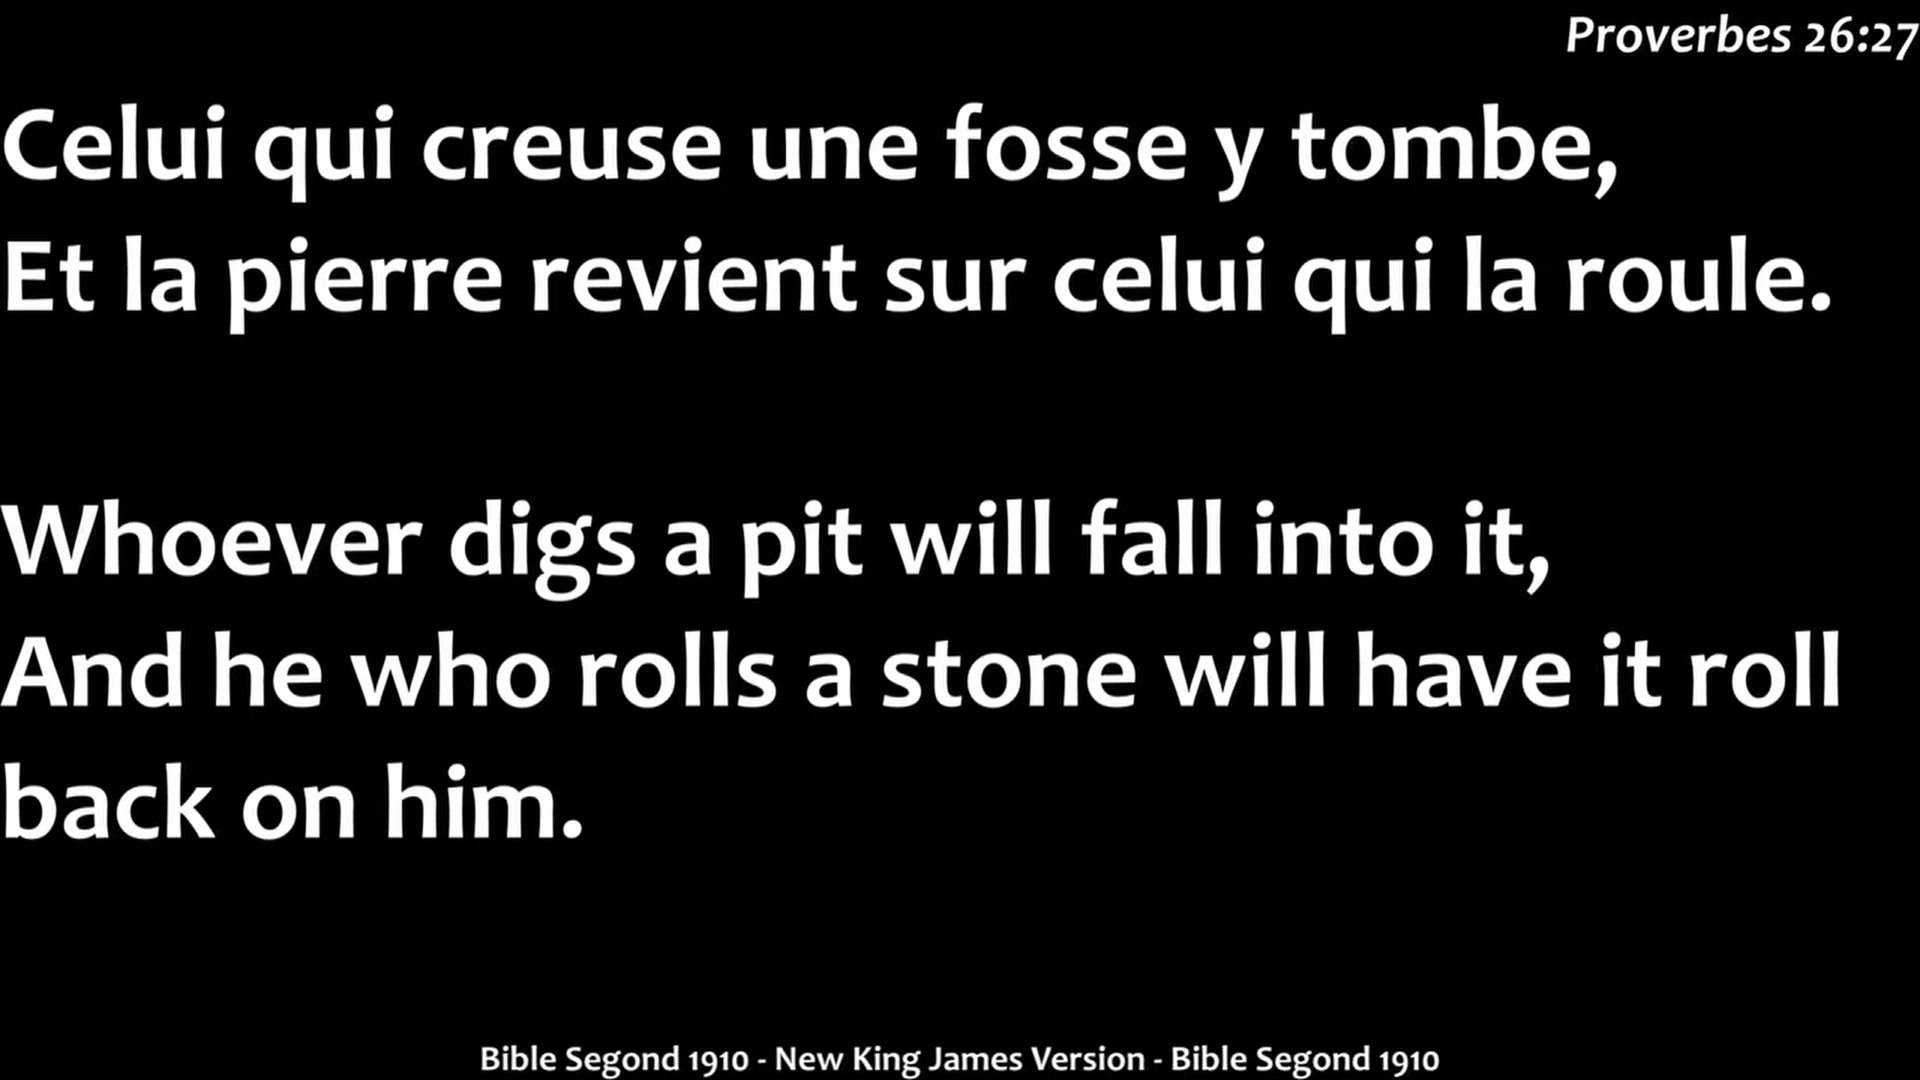 Proverbes 26:27
Celui qui creuse une fosse y tombe,
Et la pierre revient sur celui qui la roule.
Whoever digs a pit will fall into it,
And he who rolls a stone will have it roll
back on him.
Bible Segond 1910 - New King James Version - Bible Segond 1910